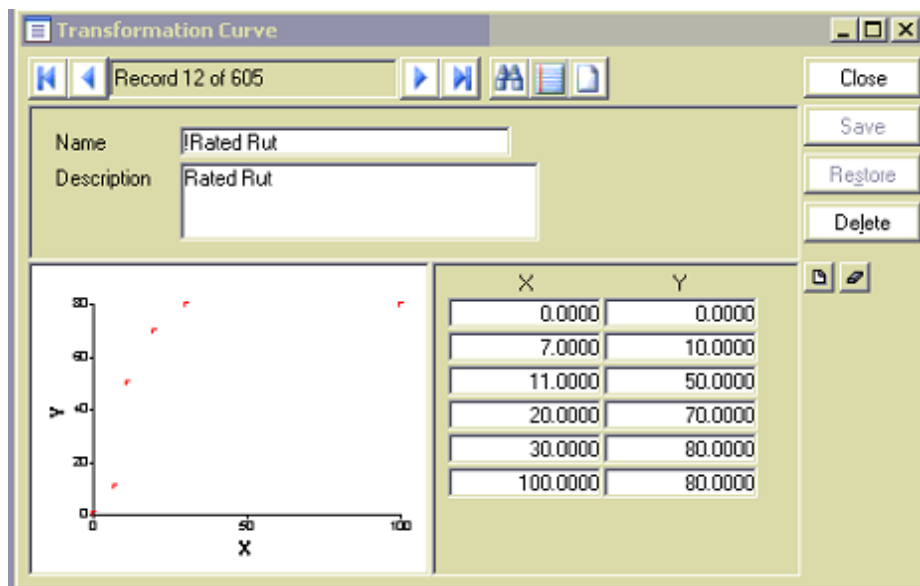 Transformation Curve
Record 12 of 605
Close
Save
Restore
Delete
Name !Rated Rut
Description Rated Rut
80
60
40
20
0
Y
0 50 100
X
X Y
0.0000 0.0000
7.0000 10.0000
11.0000 50.0000
20.0000 70.0000
30.0000 80.0000
100.0000 80.0000